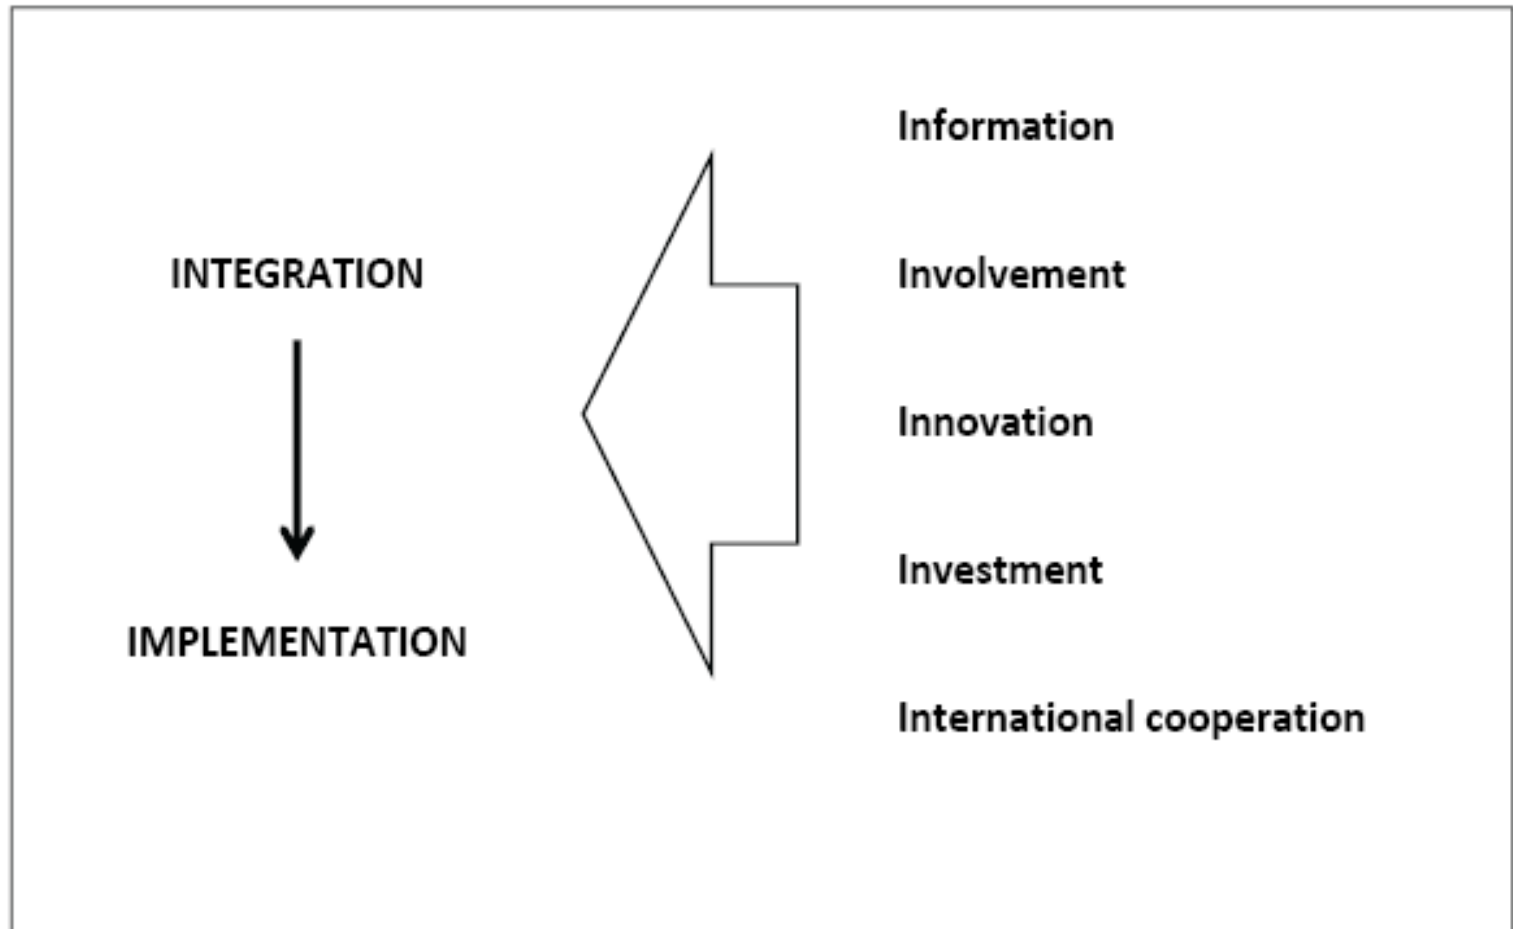 INTEGRATION
IMPLEMENTATION
Information
Involvement
Innovation
Investment
International cooperation